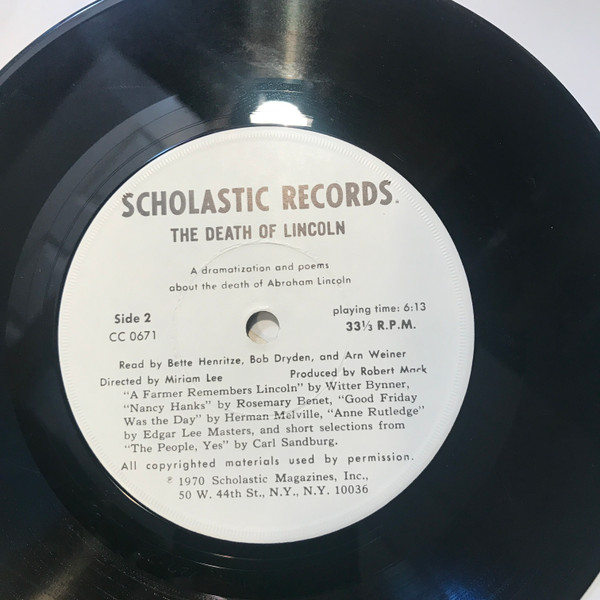 SCHOLASTIC RECORDS.
THE DEATH OF LINCOLN
A dramatization and poems
about the death of Abraham Lincoln
Side 2
CC 0671
playing time: 6:13
33⅓ R.P.M.
Read by Bette Henritze, Bob Dryden, and Arn Weiner
Directed by Miriam Lee Produced by Robert Mack
"A Farmer Remembers Lincoln" by Witter Bynner,
"Nancy Hanks" by Rosemary Benet, "Good Friday
Was the Day" by Herman Melville, "Anne Rutledge"
by Edgar Lee Masters, and short selections from
"The People, Yes" by Carl Sandburg.
All copyrighted materials used by permission.
℗ 1970 Scholastic Magazines, Inc.,
50 W. 44th St., N.Y., N.Y. 10036